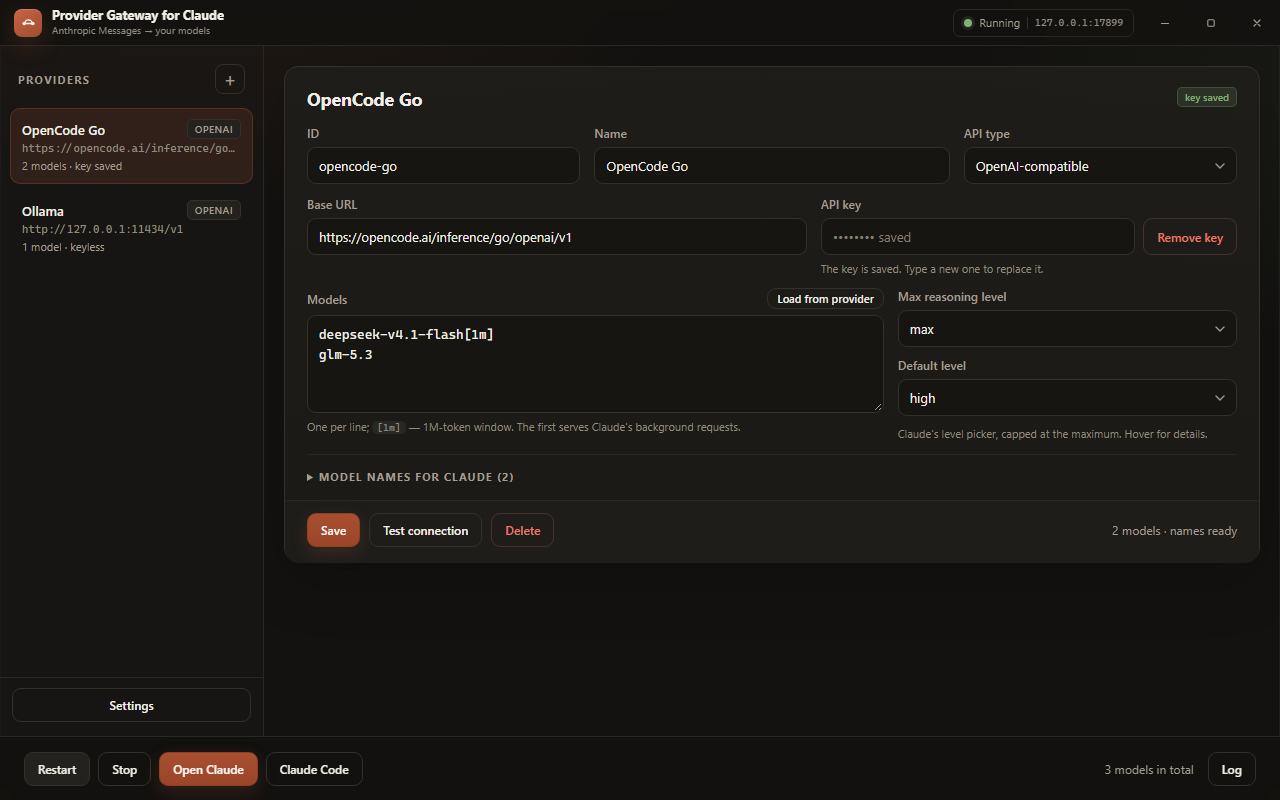 Provider Gateway for Claude
Anthropic Messages → your models
Running
127.0.0.1:17899
PROVIDERS
+
OpenCode Go
OPENAI
https://opencode.ai/inference/go…
2 models · key saved
Ollama
OPENAI
http://127.0.0.1:11434/v1
1 model · keyless
Settings
OpenCode Go
key saved
ID
Name
API type
opencode-go
OpenCode Go
OpenAI-compatible
Base URL
API key
https://opencode.ai/inference/go/openai/v1
•••••••• saved
Remove key
The key is saved. Type a new one to replace it.
Models
Load from provider
deepseek-v4.1-flash[1m]
glm-5.3
One per line; [1m] — 1M-token window. The first serves Claude's background requests.
Max reasoning level
max
Default level
high
Claude's level picker, capped at the maximum. Hover for details.
MODEL NAMES FOR CLAUDE (2)
Save
Test connection
Delete
2 models · names ready
Restart
Stop
Open Claude
Claude Code
3 models in total
Log